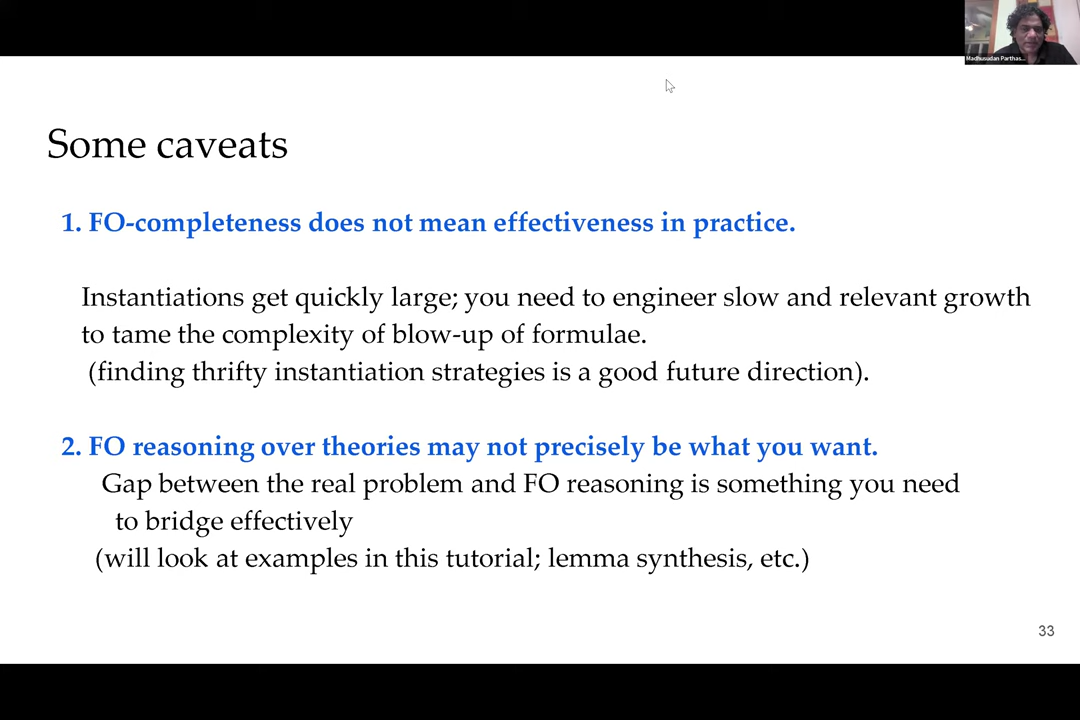 Madhusudan Parthas...
Some caveats
1. FO-completeness does not mean effectiveness in practice.
Instantiations get quickly large; you need to engineer slow and relevant growth
to tame the complexity of blow-up of formulae.
(finding thrifty instantiation strategies is a good future direction).
2. FO reasoning over theories may not precisely be what you want.
Gap between the real problem and FO reasoning is something you need
to bridge effectively
(will look at examples in this tutorial; lemma synthesis, etc.)
33